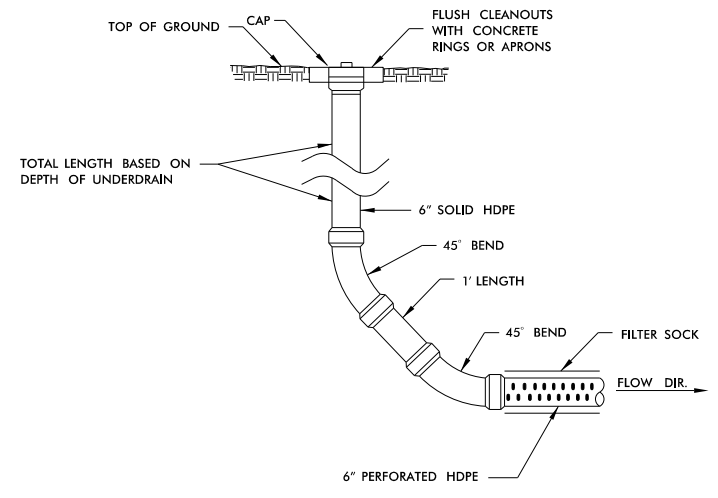 TOP OF GROUND
CAP
FLUSH CLEANOUTS
WITH CONCRETE
RINGS OR APRONS
TOTAL LENGTH BASED ON
DEPTH OF UNDERDRAIN
6" SOLID HDPE
45° BEND
1' LENGTH
45° BEND
FILTER SOCK
FLOW DIR.
6" PERFORATED HDPE